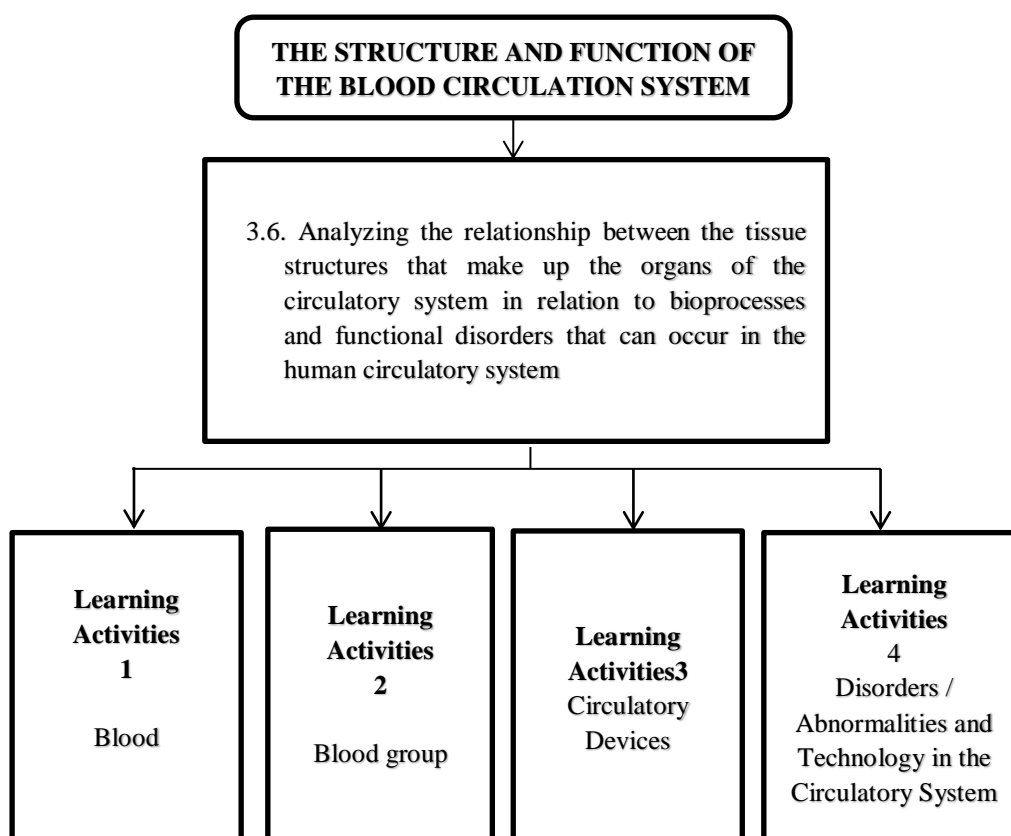 THE STRUCTURE AND FUNCTION OF
THE BLOOD CIRCULATION SYSTEM
3.6. Analyzing the relationship between the tissue
structures that make up the organs of the
circulatory system in relation to bioprocesses
and functional disorders that can occur in the
human circulatory system
Learning
Activities
1
Blood
Learning
Activities
2
Blood group
Learning
Activities3
Circulatory
Devices
Learning
Activities
4
Disorders /
Abnormalities and
Technology in the
Circulatory System